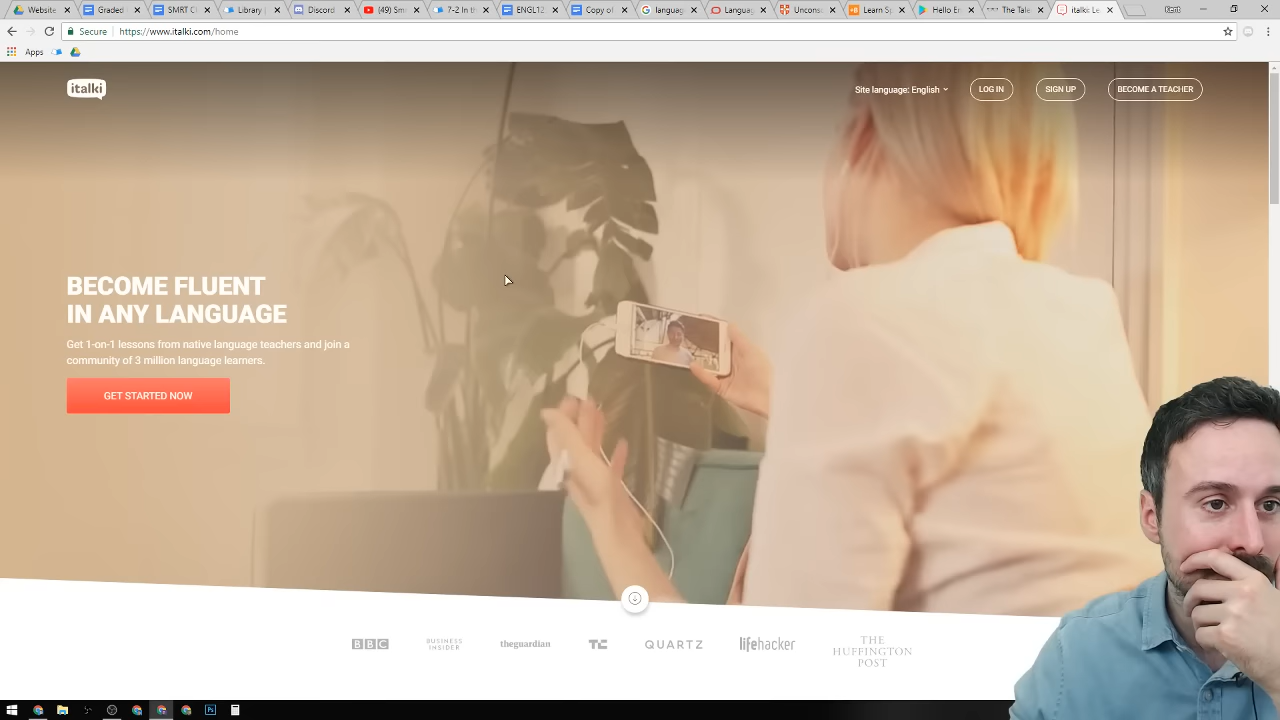 Website
Graded
SMRT C
Library |
Discord
(49) Sm
7-2 In th
ENGL12
Copy of
languag
Langua
Uncons
Learn S
Hello En
The Tale
italki: Le
Scott
Secure
https://www.italki.com/home
Apps
italki
Site language: English
LOG IN
SIGN UP
BECOME A TEACHER
BECOME FLUENT
IN ANY LANGUAGE
Get 1-on-1 lessons from native language teachers and join a
community of 3 million language learners.
GET STARTED NOW
BBC
BUSINESS
INSIDER
theguardian
TC
QUARTZ
lifehacker
THE
HUFFINGTON
POST